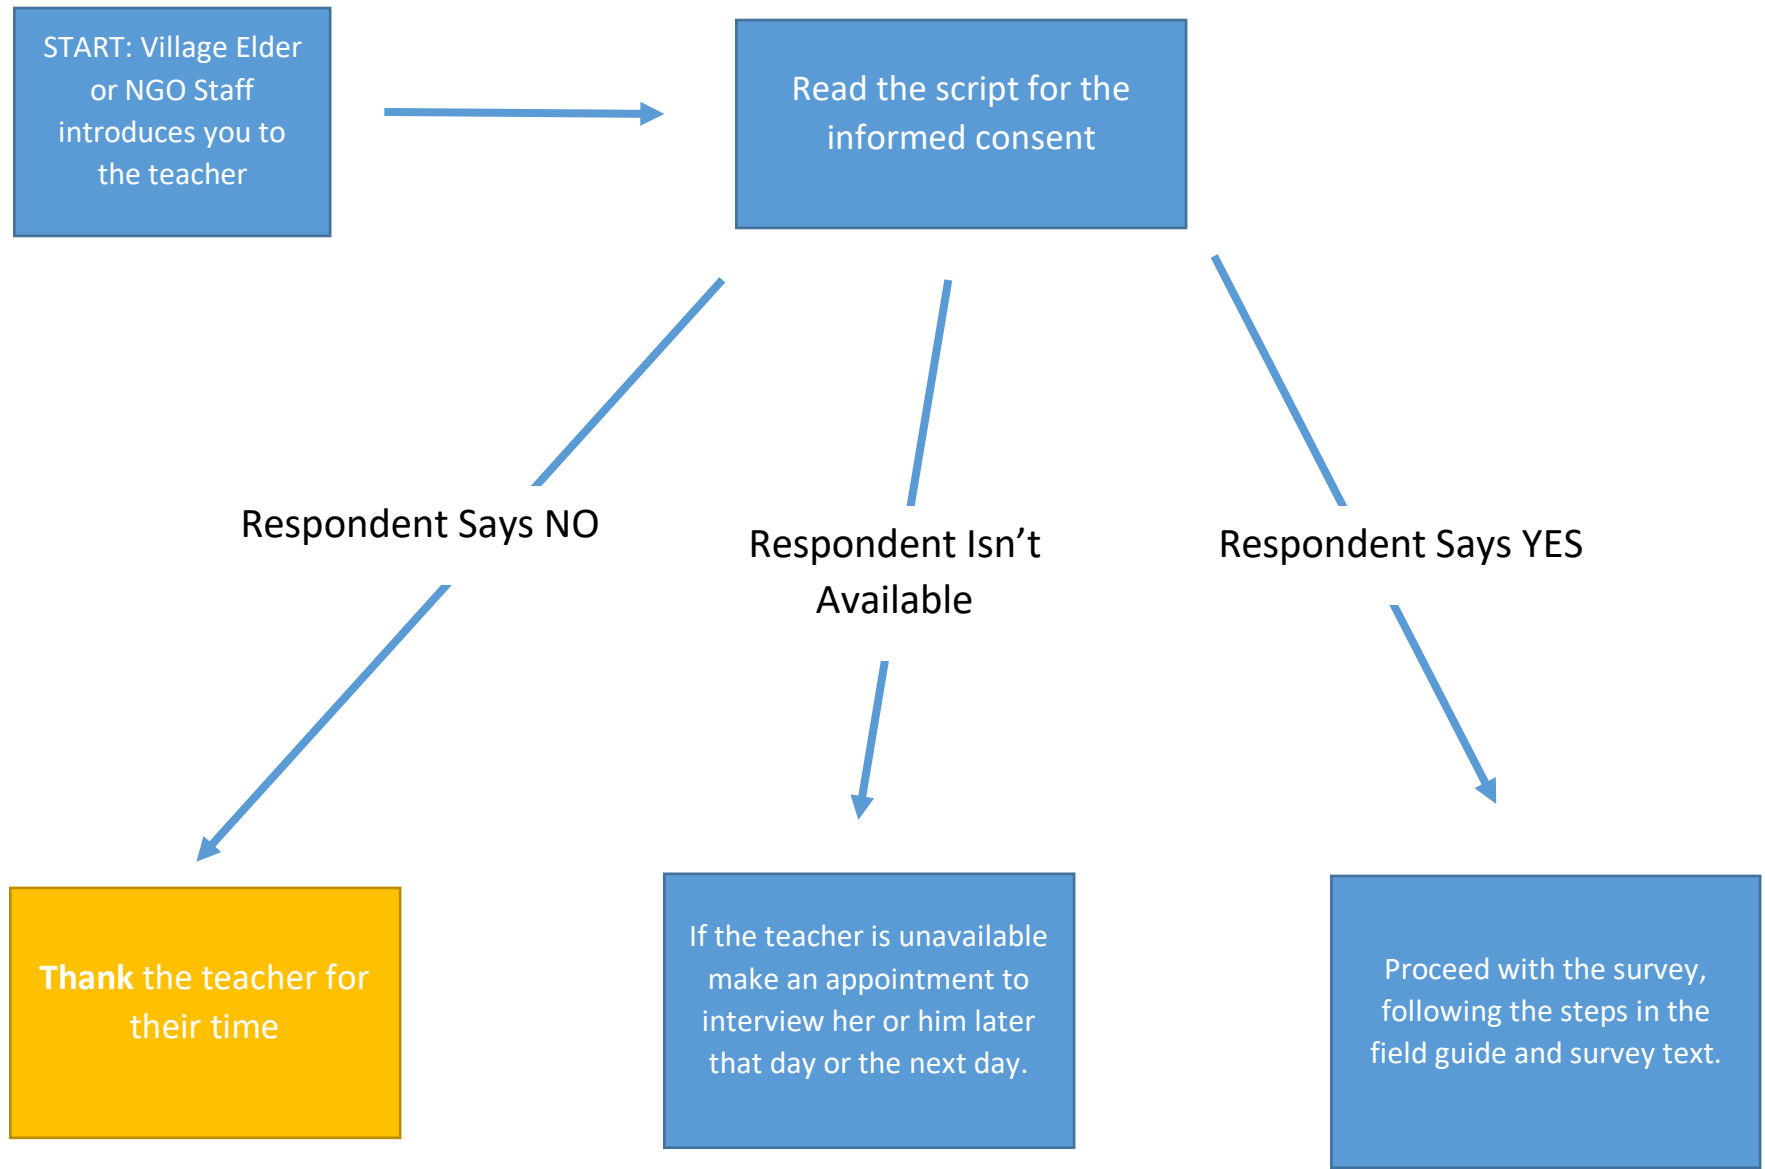 START: Village Elder
or NGO Staff
introduces you to
the teacher
Read the script for the
informed consent
Respondent Says NO
Respondent Isn’t
Available
Respondent Says YES
Thank the teacher for
their time
If the teacher is unavailable
make an appointment to
interview her or him later
that day or the next day.
Proceed with the survey,
following the steps in the
field guide and survey text.